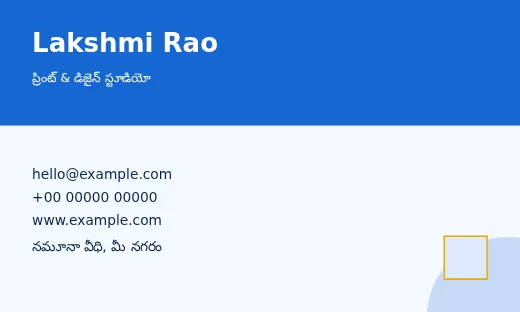 Lakshmi Rao
ప్రింట్ & డిజైన్ స్టూడియో
hello@example.com
+00 00000 00000
www.example.com
నమూనా వీధి, మీ నగరం